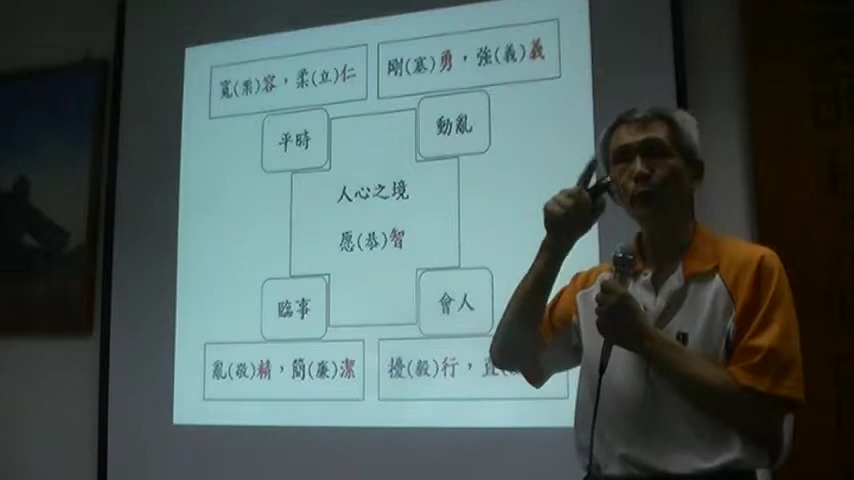 寬(栗)容，柔(立)仁
剛(塞)勇，強(義)義
平時
動亂
人心之境
愿(恭)智
臨事
會人
亂(敬)精，簡(廉)潔
擾(毅)行，直